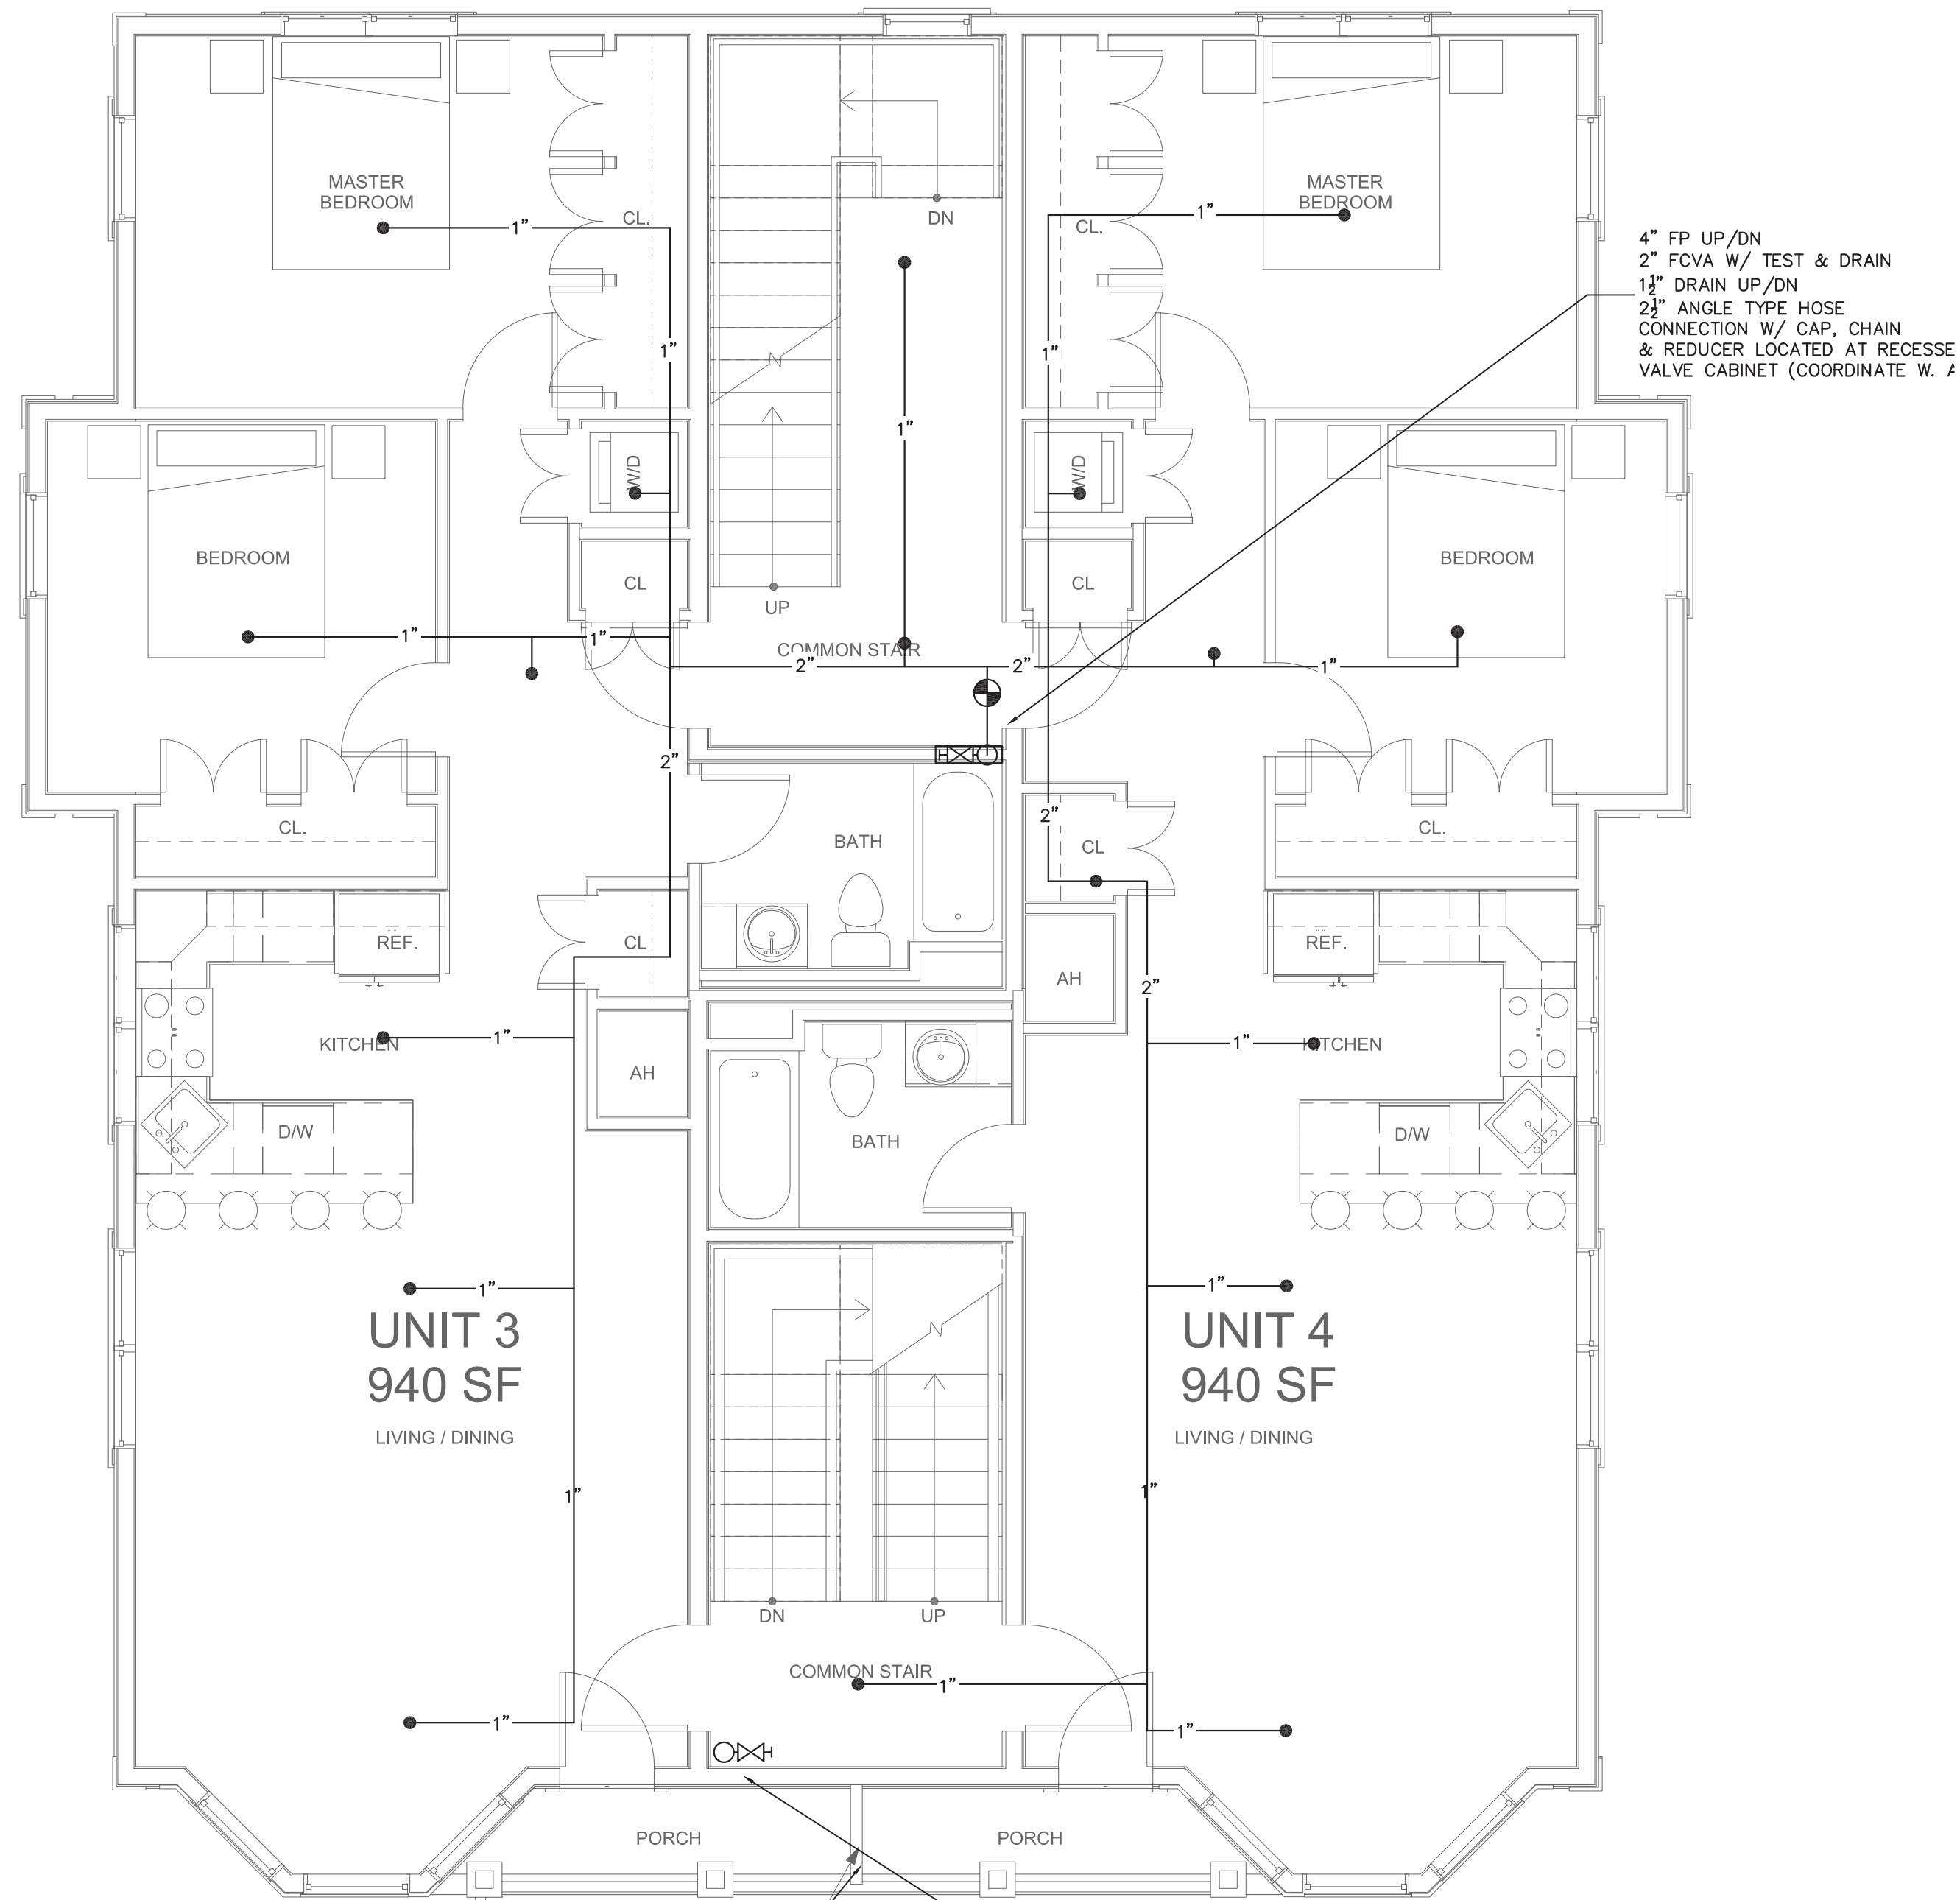 MASTER
BEDROOM
1"
CL.
DN
CL.
1"
MASTER
BEDROOM
4" FP UP/DN
2" FCVA W/ TEST & DRAIN
1½" DRAIN UP/DN
2½" ANGLE TYPE HOSE
CONNECTION W/ CAP, CHAIN
& REDUCER LOCATED AT RECESSE
VALVE CABINET (COORDINATE W. A
1"
1"
1"
W/D
W/D
BEDROOM
CL
UP
CL
BEDROOM
1"
1"
COMMON STAIR
2"
2"
1"
2"
2"
CL.
BATH
CL
CL.
REF.
CL
REF.
AH
2"
KITCHEN
1"
1"
KITCHEN
AH
D/W
BATH
D/W
1"
1"
UNIT 3
940 SF
LIVING / DINING
UNIT 4
940 SF
LIVING / DINING
1"
1"
DN
UP
COMMON STAIR
1"
1"
1"
PORCH
PORCH